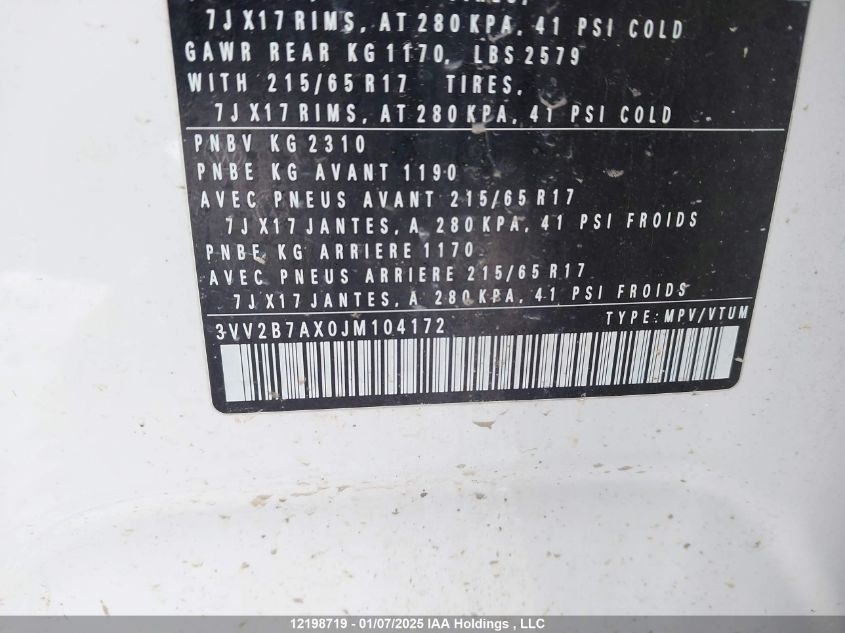 7J X17 RIMS, AT 280 KPA, 41 PSI COLD
GAWR REAR KG 1170, LBS 2579
WITH 215/65 R17 TIRES,
7J X17 RIMS, AT 280 KPA, 41 PSI COLD
PNBV KG 2310
PNBE KG AVANT 1190
AVEC PNEUS AVANT 215/65 R17
7J X17 JANTES, A 280 KPA, 41 PSI FROIDS
PNBE KG ARRIERE 1170
AVEC PNEUS ARRIERE 215/65 R17
7J X17 JANTES, A 280 KPA, 41 PSI FROIDS
3VV2B7AX0JM104172 TYPE: MPV/VTUM
12198719 - 01/07/2025 IAA Holdings, LLC